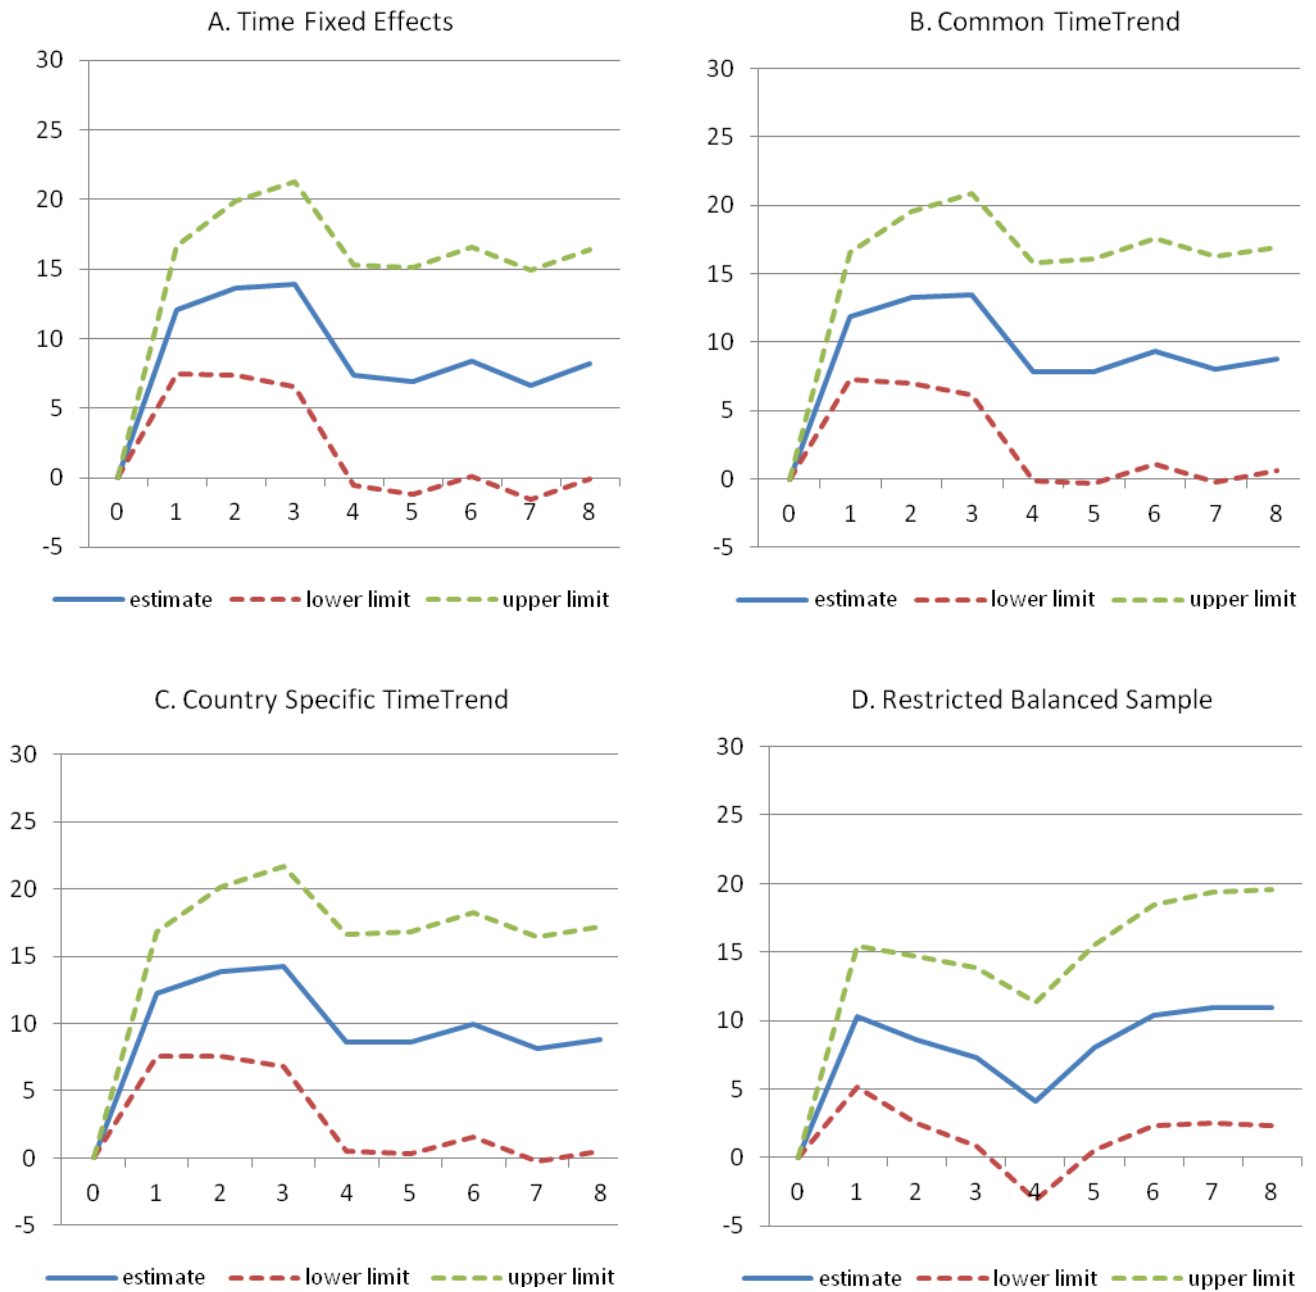 A. Time Fixed Effects
30
25
20
15
10
5
0
-5
0 1 2 3 4 5 6 7 8
estimate lower limit upper limit
B. Common TimeTrend
30
25
20
15
10
5
0
-5
0 1 2 3 4 5 6 7 8
estimate lower limit upper limit
C. Country Specific TimeTrend
30
25
20
15
10
5
0
-5
0 1 2 3 4 5 6 7 8
estimate lower limit upper limit
D. Restricted Balanced Sample
30
25
20
15
10
5
0
-5
0 1 2 3 4 5 6 7 8
estimate lower limit upper limit